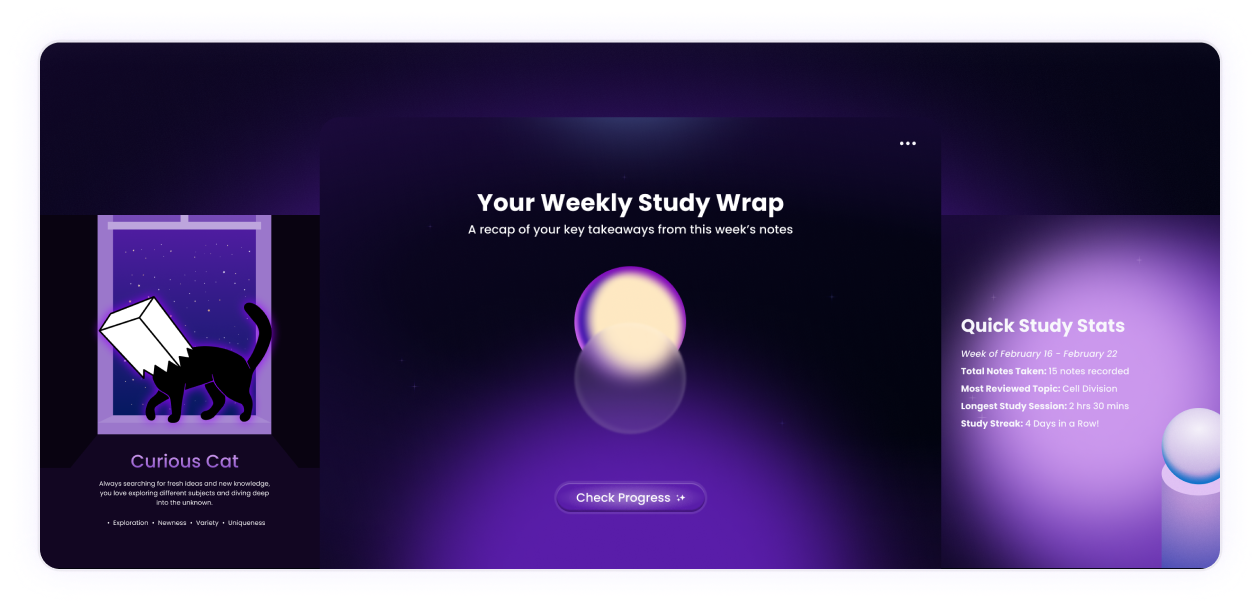 Your Weekly Study Wrap
A recap of your key takeaways from this week's notes
Check Progress
Curious Cat
Always searching for fresh ideas and new knowledge,
you love exploring different subjects and diving deep
into the unknown.
• Exploration • Newness • Variety • Uniqueness
Quick Study Stats
Week of February 16 - February 22
Total Notes Taken: 15 notes recorded
Most Reviewed Topic: Cell Division
Longest Study Session: 2 hrs 30 mins
Study Streak: 4 Days in a Row!